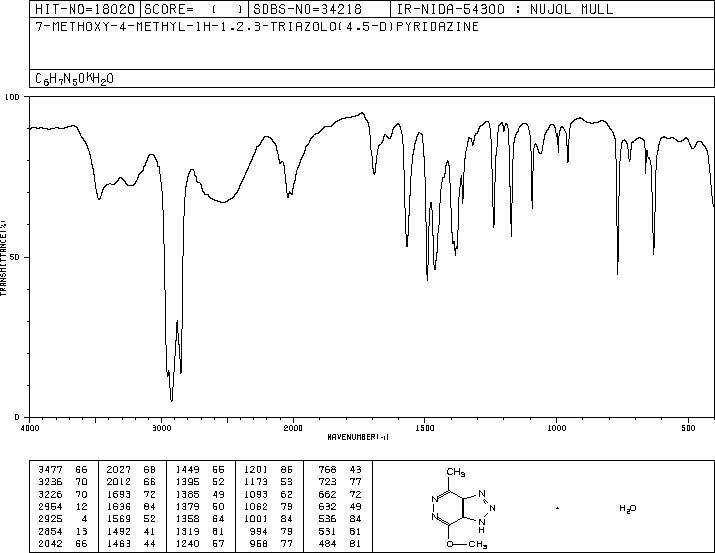 HIT-NO=18020 SCORE= ( ) SDBS-NO=34218 IR-NIDA-54300 : NUJOL MULL
7-METHOXY-4-METHYL-1H-1,2,3-TRIAZOLO(4,5-D)PYRIDAZINE
C6H7N5O*H2O
100
TRANSMITTANCE(%)
50
0
4000 3000 2000 1500 1000 500
WAVENUMBER(-1)
3477 66 2027 68 1449 55 1201 86 768 43
3236 70 2012 66 1395 52 1173 53 723 77
3226 70 1693 72 1385 49 1093 62 662 72
2954 12 1636 84 1379 50 1062 79 632 49
2925 4 1569 52 1358 64 1001 84 536 84
2854 13 1492 41 1319 81 994 79 531 81
2042 66 1463 44 1240 57 958 77 484 81
CH3
N
N
N
N
N
H
O—CH3
H2O